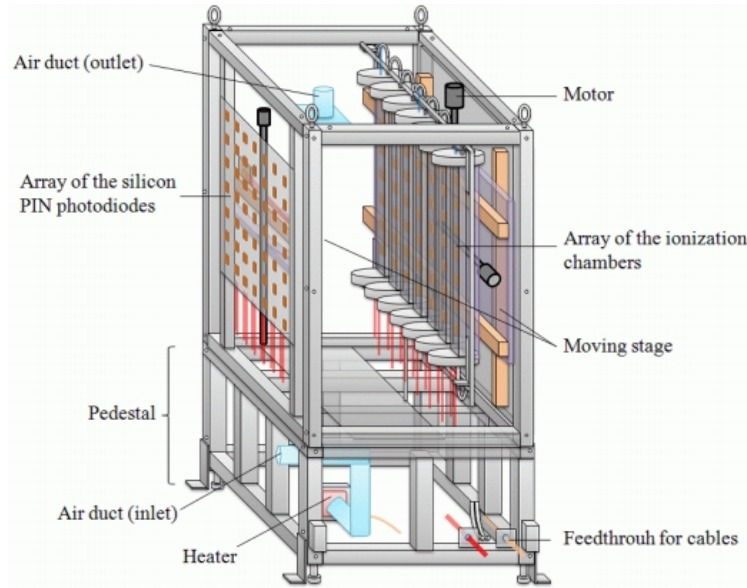 Air duct (outlet)
Motor
Array of the silicon
PIN photodiodes
Array of the ionization
chambers
Moving stage
Pedestal
Air duct (inlet)
Heater
Feedthrouh for cables